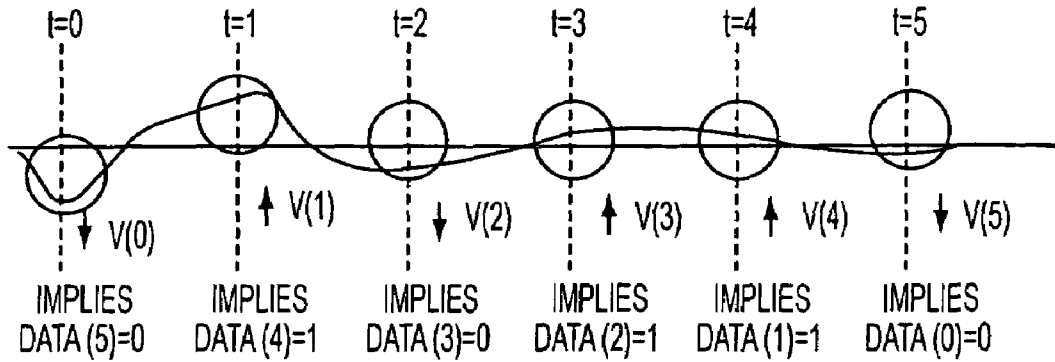 t=0 t=1 t=2 t=3 t=4 t=5
V(0) V(1) V(2) V(3) V(4) V(5)
IMPLIES IMPLIES IMPLIES IMPLIES IMPLIES IMPLIES
DATA (5)=0 DATA (4)=1 DATA (3)=0 DATA (2)=1 DATA (1)=1 DATA (0)=0